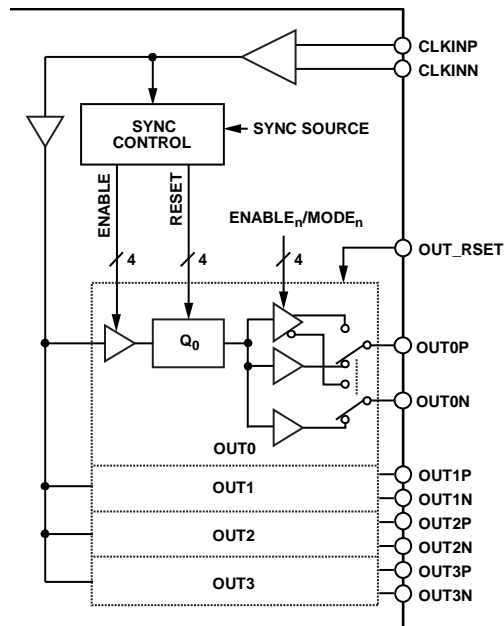 CLKINP
CLKINN
SYNC
CONTROL
SYNC SOURCE
ENABLE
RESET
ENABLEn/MODEn
4
4
4
OUT_RSET
Q0
OUT0P
OUT0N
OUT0
OUT1
OUT1P
OUT1N
OUT2
OUT2P
OUT2N
OUT3
OUT3P
OUT3N